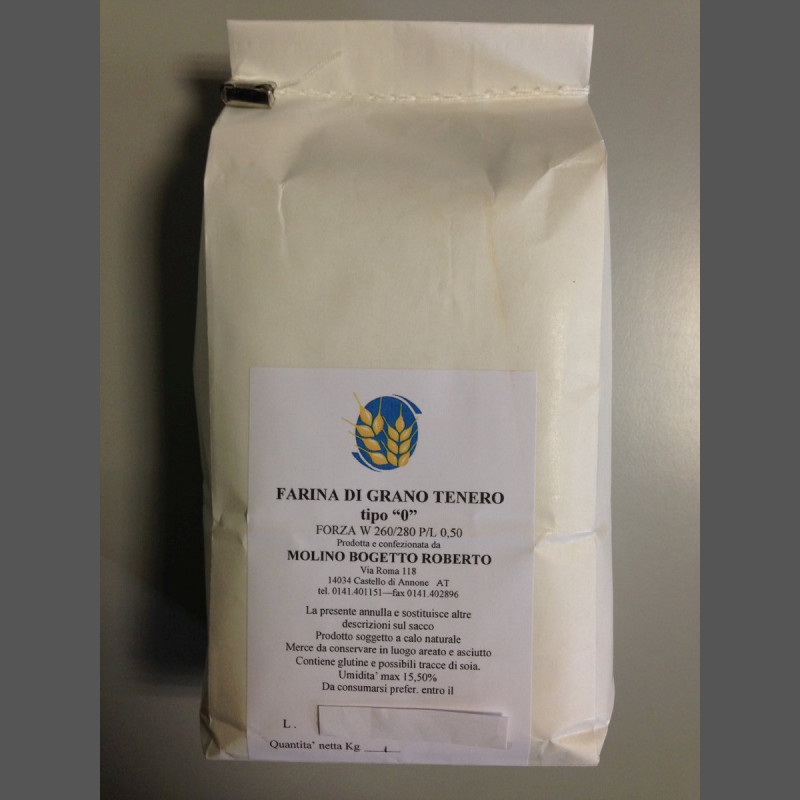 FARINA DI GRANO TENERO
tipo “0”
FORZA W 260/280 P/L 0,50
Prodotta e confezionata da
MOLINO BOGETTO ROBERTO
Via Roma 118
14034 Castello di Annone AT
tel. 0141.401151—fax 0141.402896
La presente annulla e sostituisce altre
descrizioni sul sacco
Prodotto soggetto a calo naturale
Merce da conservare in luogo areato e asciutto
Contiene glutine e possibili tracce di soia.
Umidita’ max 15,50%
Da consumarsi prefer. entro il
L.
Quantita’ netta Kg 1